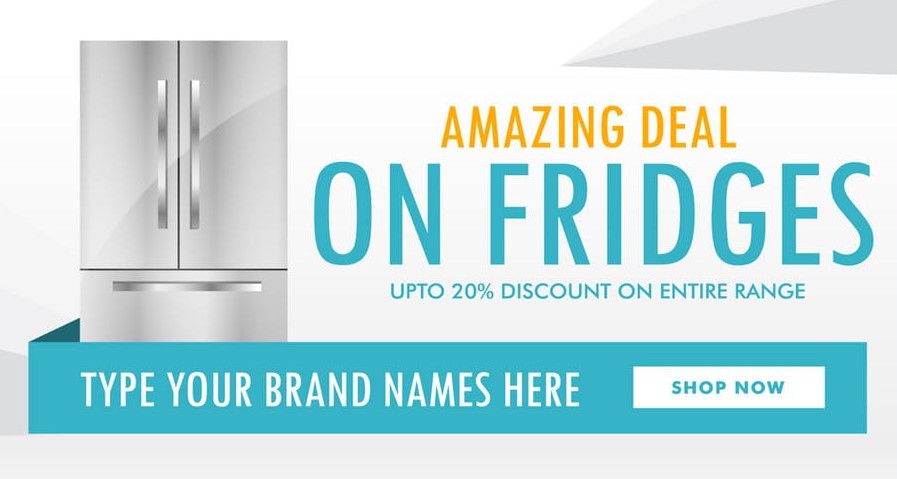 AMAZING DEAL
ON FRIDGES
UPTO 20% DISCOUNT ON ENTIRE RANGE
TYPE YOUR BRAND NAMES HERE
SHOP NOW